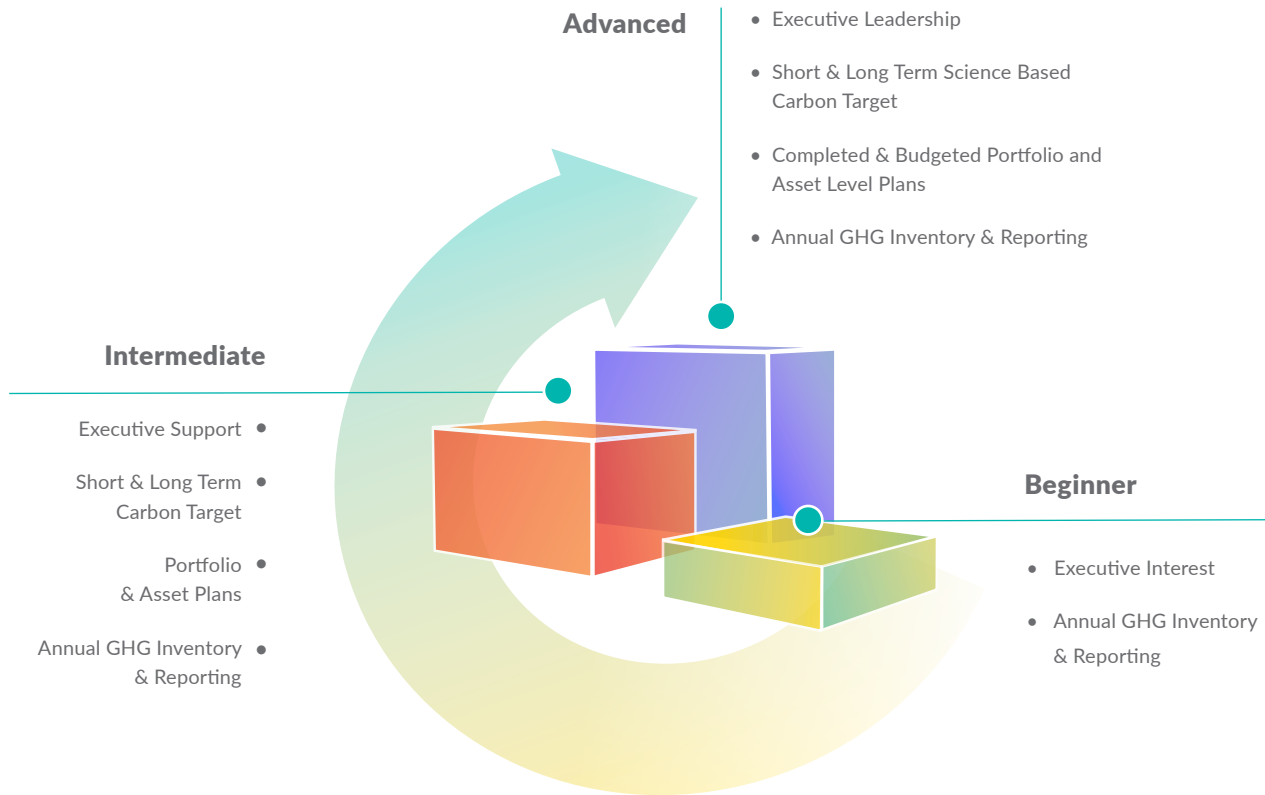 Advanced
• Executive Leadership
• Short & Long Term Science Based
Carbon Target
• Completed & Budgeted Portfolio and
Asset Level Plans
• Annual GHG Inventory & Reporting
Intermediate
Executive Support •
Short & Long Term •
Carbon Target
Portfolio •
& Asset Plans
Annual GHG Inventory •
& Reporting
Beginner
• Executive Interest
• Annual GHG Inventory
& Reporting